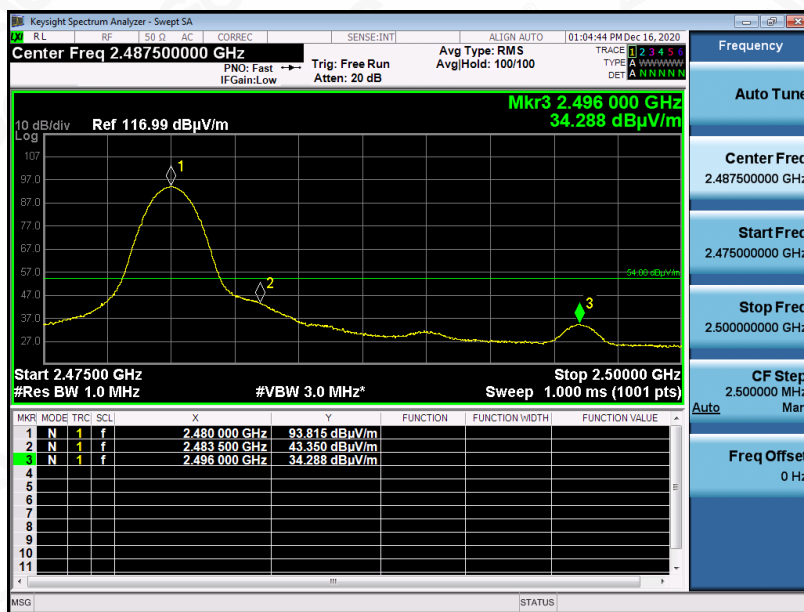 Keysight Spectrum Analyzer - Swept SA
LXI RL RF 50 Ω AC CORREC SENSE:INT ALIGN AUTO 01:04:44 PM Dec 16, 2020
Center Freq 2.487500000 GHz
PNO: Fast
IFGain:Low
Trig: Free Run
Atten: 20 dB
Avg Type: RMS
Avg|Hold: 100/100
TRACE 1 2 3 4 5 6
TYPE A WWWWW
DET A N N N N N
Mkr3 2.496 000 GHz
34.288 dBµV/m
10 dB/div Ref 116.99 dBµV/m
Log
107
97.0
87.0
77.0
67.0
57.0
47.0
37.0
27.0
1
2
3
54.00 dBµV/m
Start 2.47500 GHz Stop 2.50000 GHz
#Res BW 1.0 MHz #VBW 3.0 MHz* Sweep 1.000 ms (1001 pts)
MKR MODE TRC SCL X Y FUNCTION FUNCTION WIDTH FUNCTION VALUE
1 N 1 f 2.480 000 GHz 93.815 dBµV/m
2 N 1 f 2.483 500 GHz 43.350 dBµV/m
3 N 1 f 2.496 000 GHz 34.288 dBµV/m
4
5
6
7
8
9
10
11
MSG STATUS
Frequency
Auto Tune
Center Freq
2.487500000 GHz
Start Freq
2.475000000 GHz
Stop Freq
2.500000000 GHz
CF Step
2.500000 MHz
Auto Man
Freq Offset
0 Hz